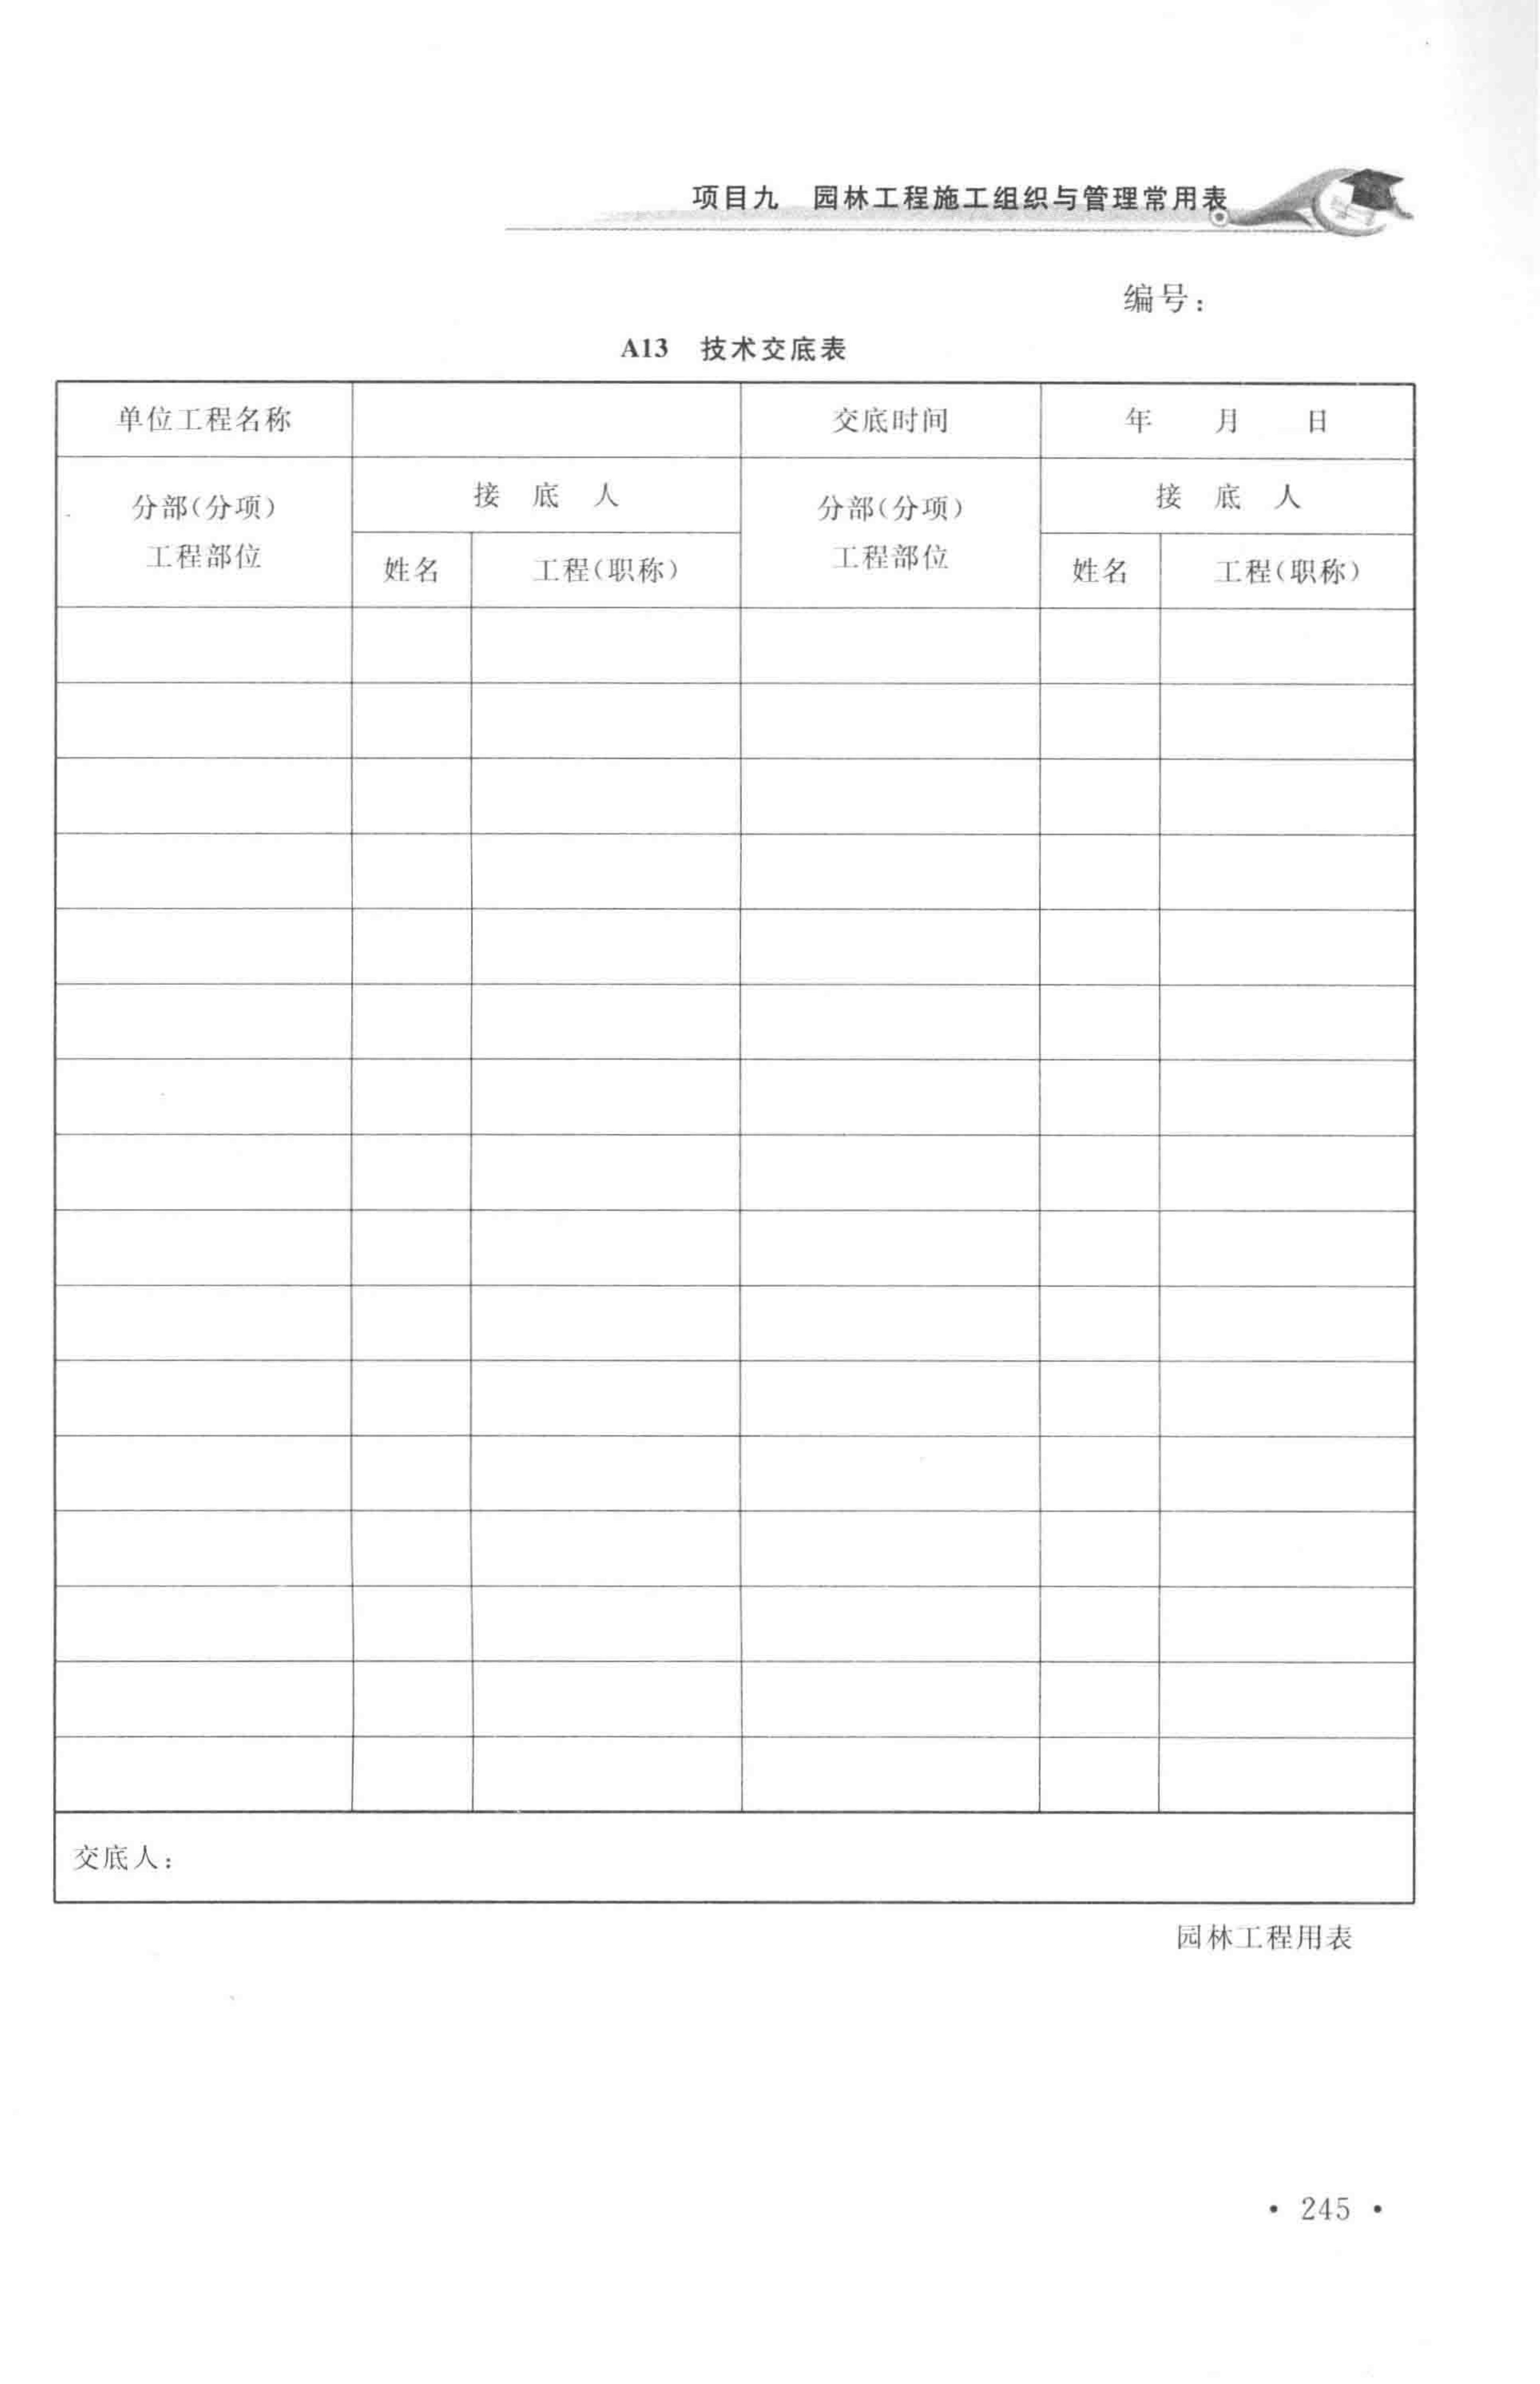 项目九 园林工程施工组织与管理常用表
编号:
A13 技术交底表
单位工程名称 交底时间 年 月 日
分部(分项)工程部位 接底人 分部(分项)工程部位 接底人
姓名 工程(职称) 姓名 工程(职称)
交底人:
园林工程用表
• 245 •